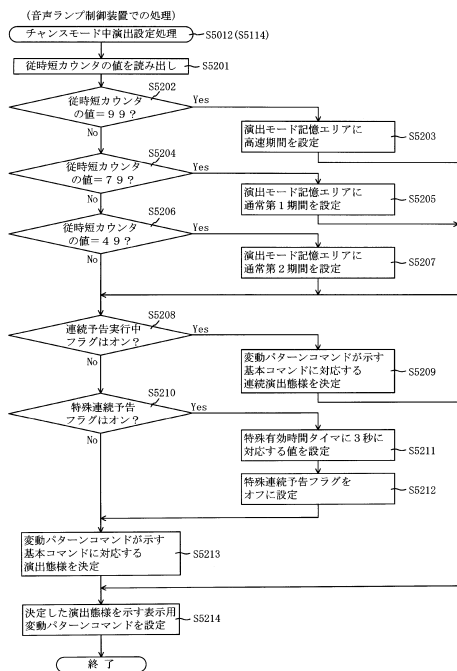 (音声ランプ制御装置での処理)
チャンスモード中演出設定処理
S5012(S5114)
従時短カウンタの値を読み出し
S5201
S5202
従時短カウンタ
の値=99?
Yes
No
演出モード記憶エリアに
高速期間を設定
S5203
S5204
従時短カウンタ
の値=79?
Yes
No
演出モード記憶エリアに
通常第1期間を設定
S5205
S5206
従時短カウンタ
の値=49?
Yes
No
演出モード記憶エリアに
通常第2期間を設定
S5207
S5208
連続予告実行中
フラグはオン?
Yes
No
変動パターンコマンドが示す
基本コマンドに対応する
連続演出態様を決定
S5209
S5210
特殊連続予告
フラグはオン?
Yes
No
特殊有効時間タイマに3秒に
対応する値を設定
S5211
特殊連続予告フラグを
オフに設定
S5212
変動パターンコマンドが示す
基本コマンドに対応する
演出態様を決定
S5213
決定した演出態様を示す表示用
変動パターンコマンドを設定
S5214
終了